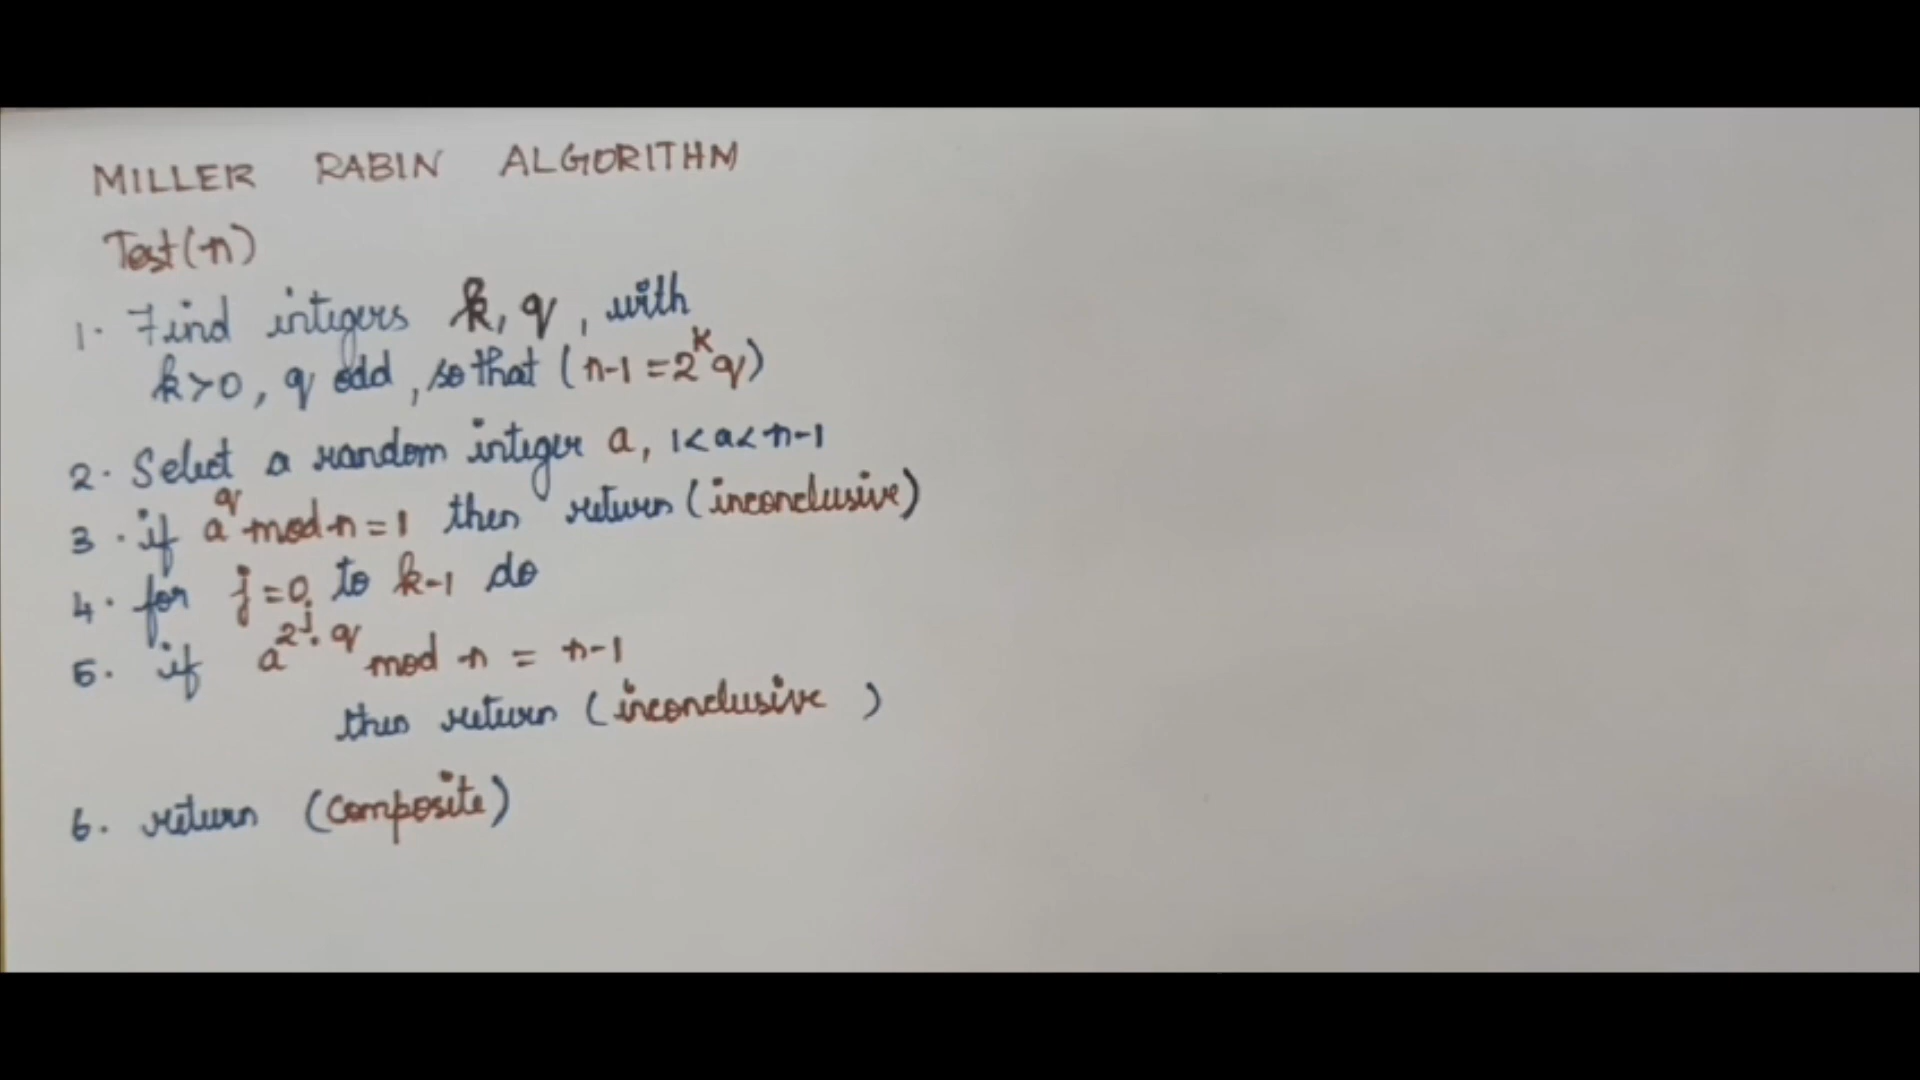 MILLER RABIN ALGORITHM
Test(n)
1. Find integers k, q, with
k>0, q odd, so that (n-1 = 2^k q)
2. Select a random integer a, 1<a<n-1
3. if a^q mod n = 1 then return (inconclusive)
4. for j=0 to k-1 do
5. if a^2^j.q mod n = n-1
then return (inconclusive)
6. return (composite)